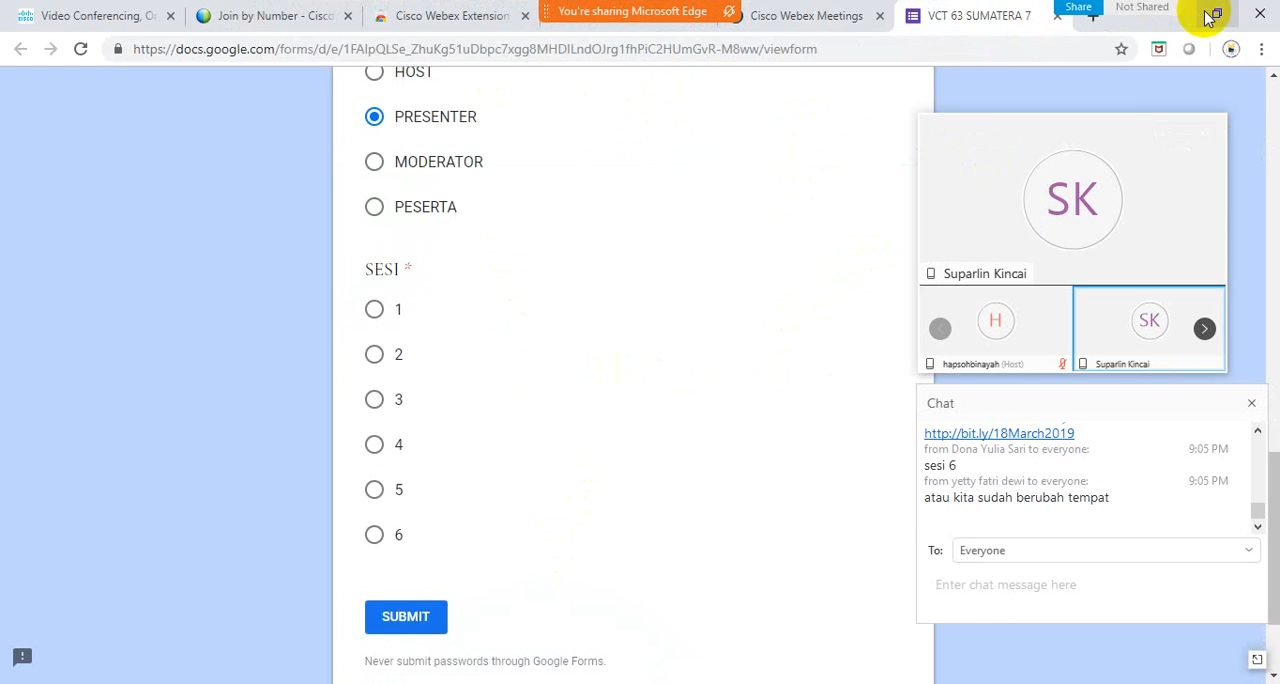 Video Conferencing, On
Join by Number - Cisco
Cisco Webex Extension
You're sharing Microsoft Edge
Cisco Webex Meetings
VCT 63 SUMATERA 7
Share
Not Shared
https://docs.google.com/forms/d/e/1FAIpQLSe_ZhuKg51uDbpc7xgg8MHDILndOJrg1fhPiC2HUmGvR-M8ww/viewform
HOST
PRESENTER
MODERATOR
PESERTA
SESI *
1
2
3
4
5
6
SUBMIT
Never submit passwords through Google Forms.
SK
Suparlin Kincai
H
SK
hapsohbinayah (Host)
Suparlin Kincai
Chat
http://bit.ly/18March2019
from Dona Yulia Sari to everyone: 9:05 PM
sesi 6
from yetty fatri dewi to everyone: 9:05 PM
atau kita sudah berubah tempat
To: Everyone
Enter chat message here